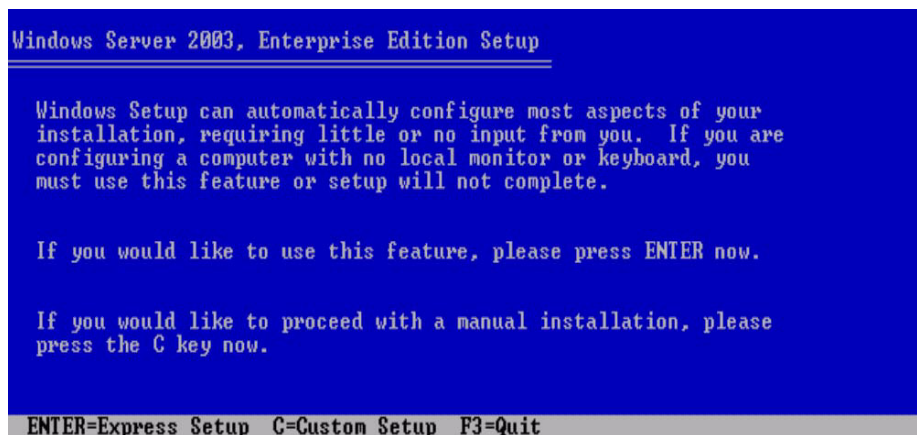 Windows Server 2003, Enterprise Edition Setup
Windows Setup can automatically configure most aspects of your
installation, requiring little or no input from you.  If you are
configuring a computer with no local monitor or keyboard, you
must use this feature or setup will not complete.
If you would like to use this feature, please press ENTER now.
If you would like to proceed with a manual installation, please
press the C key now.
ENTER=Express Setup  C=Custom Setup  F3=Quit